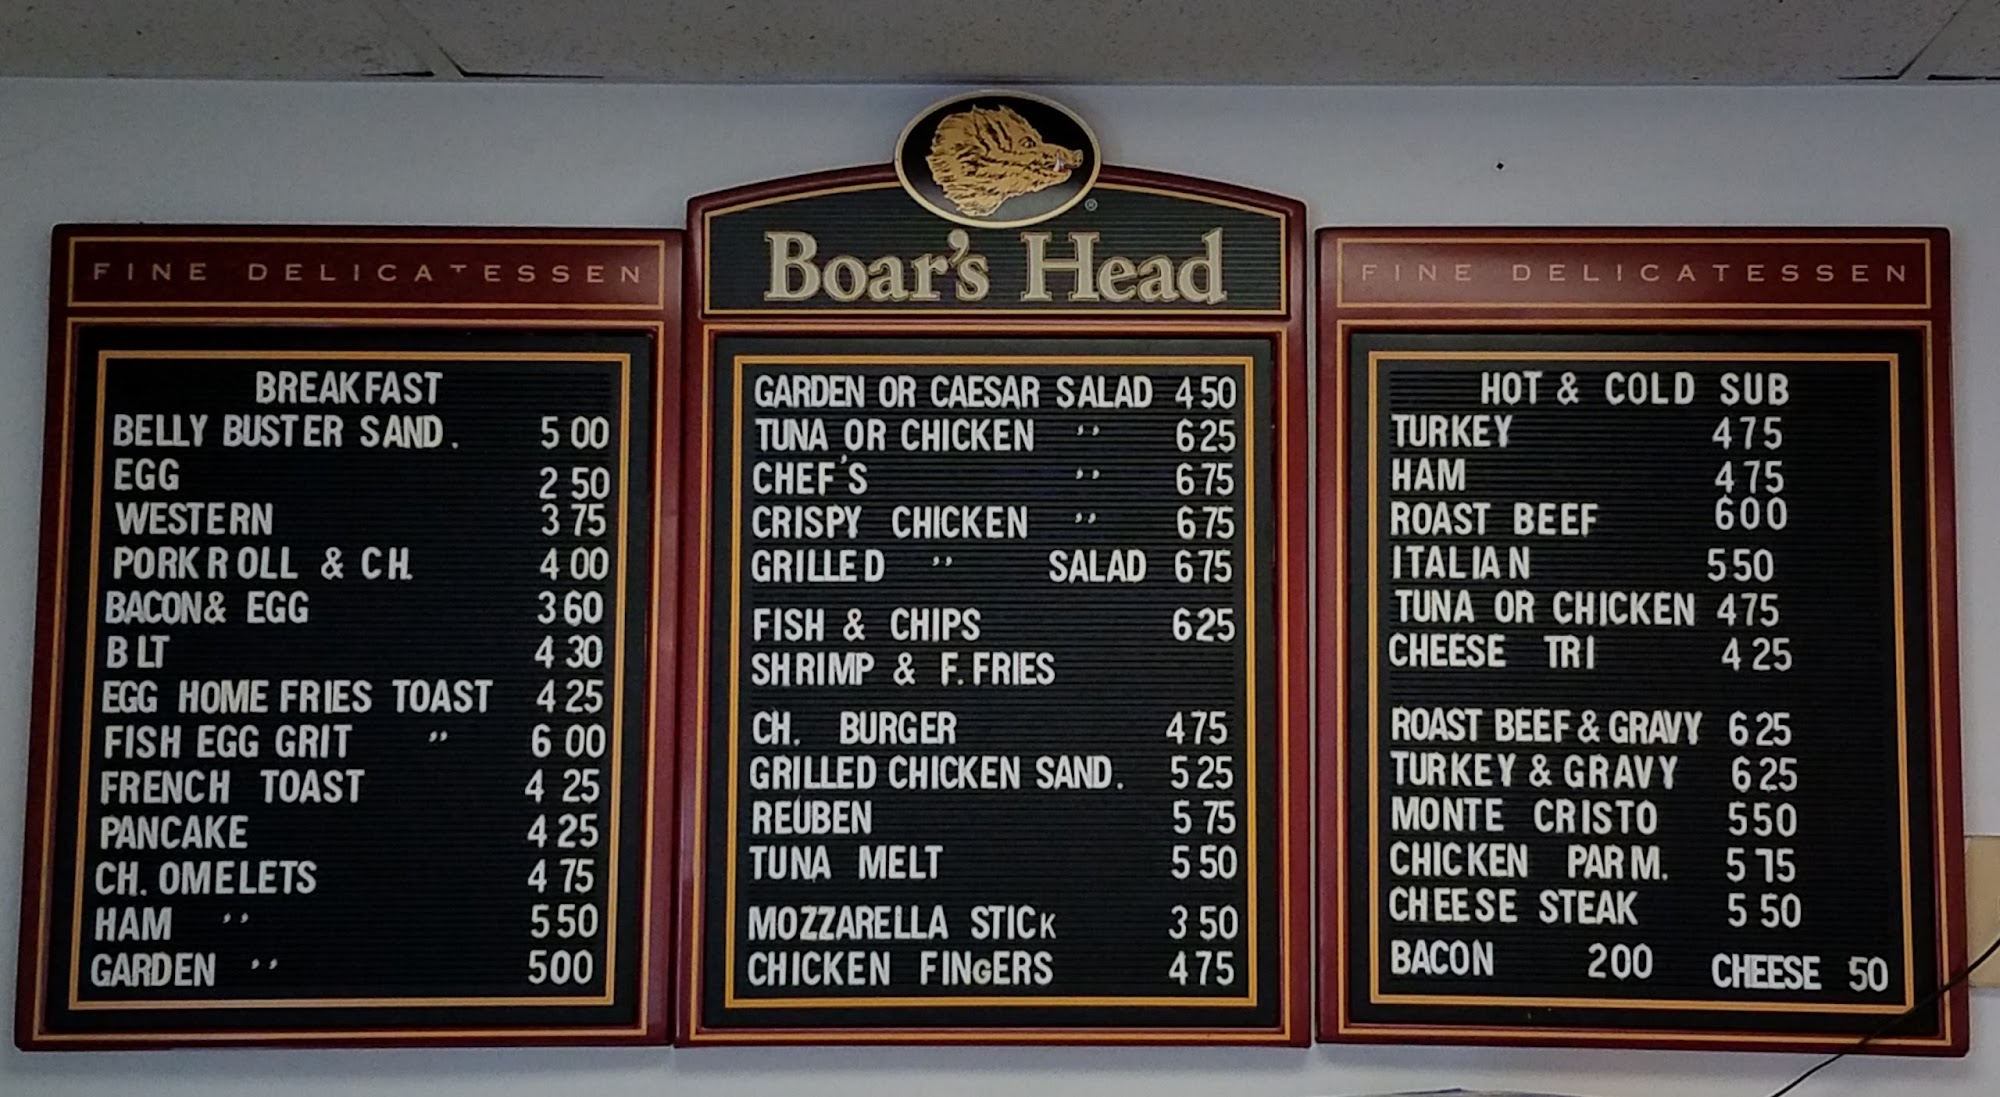 FINE DELICATESSEN
BREAKFAST
BELLY BUSTER SAND. 5 00
EGG 2 50
WESTERN 3 75
PORK ROLL & CH. 4 00
BACON & EGG 3 60
BLT 4 30
EGG HOME FRIES TOAST 4 25
FISH EGG GRIT " 6 00
FRENCH TOAST 4 25
PANCAKE 4 25
CH. OMELETS 4 75
HAM " 5 50
GARDEN " 5 00
Boar's Head ®
GARDEN OR CAESAR SALAD 4 50
TUNA OR CHICKEN " 6 25
CHEF'S " 6 75
CRISPY CHICKEN " 6 75
GRILLED " SALAD 6 75
FISH & CHIPS 6 25
SHRIMP & F. FRIES
CH. BURGER 4 75
GRILLED CHICKEN SAND. 5 25
REUBEN 5 75
TUNA MELT 5 50
MOZZARELLA STICK 3 50
CHICKEN FINGERS 4 75
FINE DELICATESSEN
HOT & COLD SUB
TURKEY 4 75
HAM 4 75
ROAST BEEF 6 00
ITALIAN 5 50
TUNA OR CHICKEN 4 75
CHEESE TRI 4 25
ROAST BEEF & GRAVY 6 25
TURKEY & GRAVY 6 25
MONTE CRISTO 5 50
CHICKEN PARM. 5 75
CHEESE STEAK 5 50
BACON 2 00 CHEESE 50